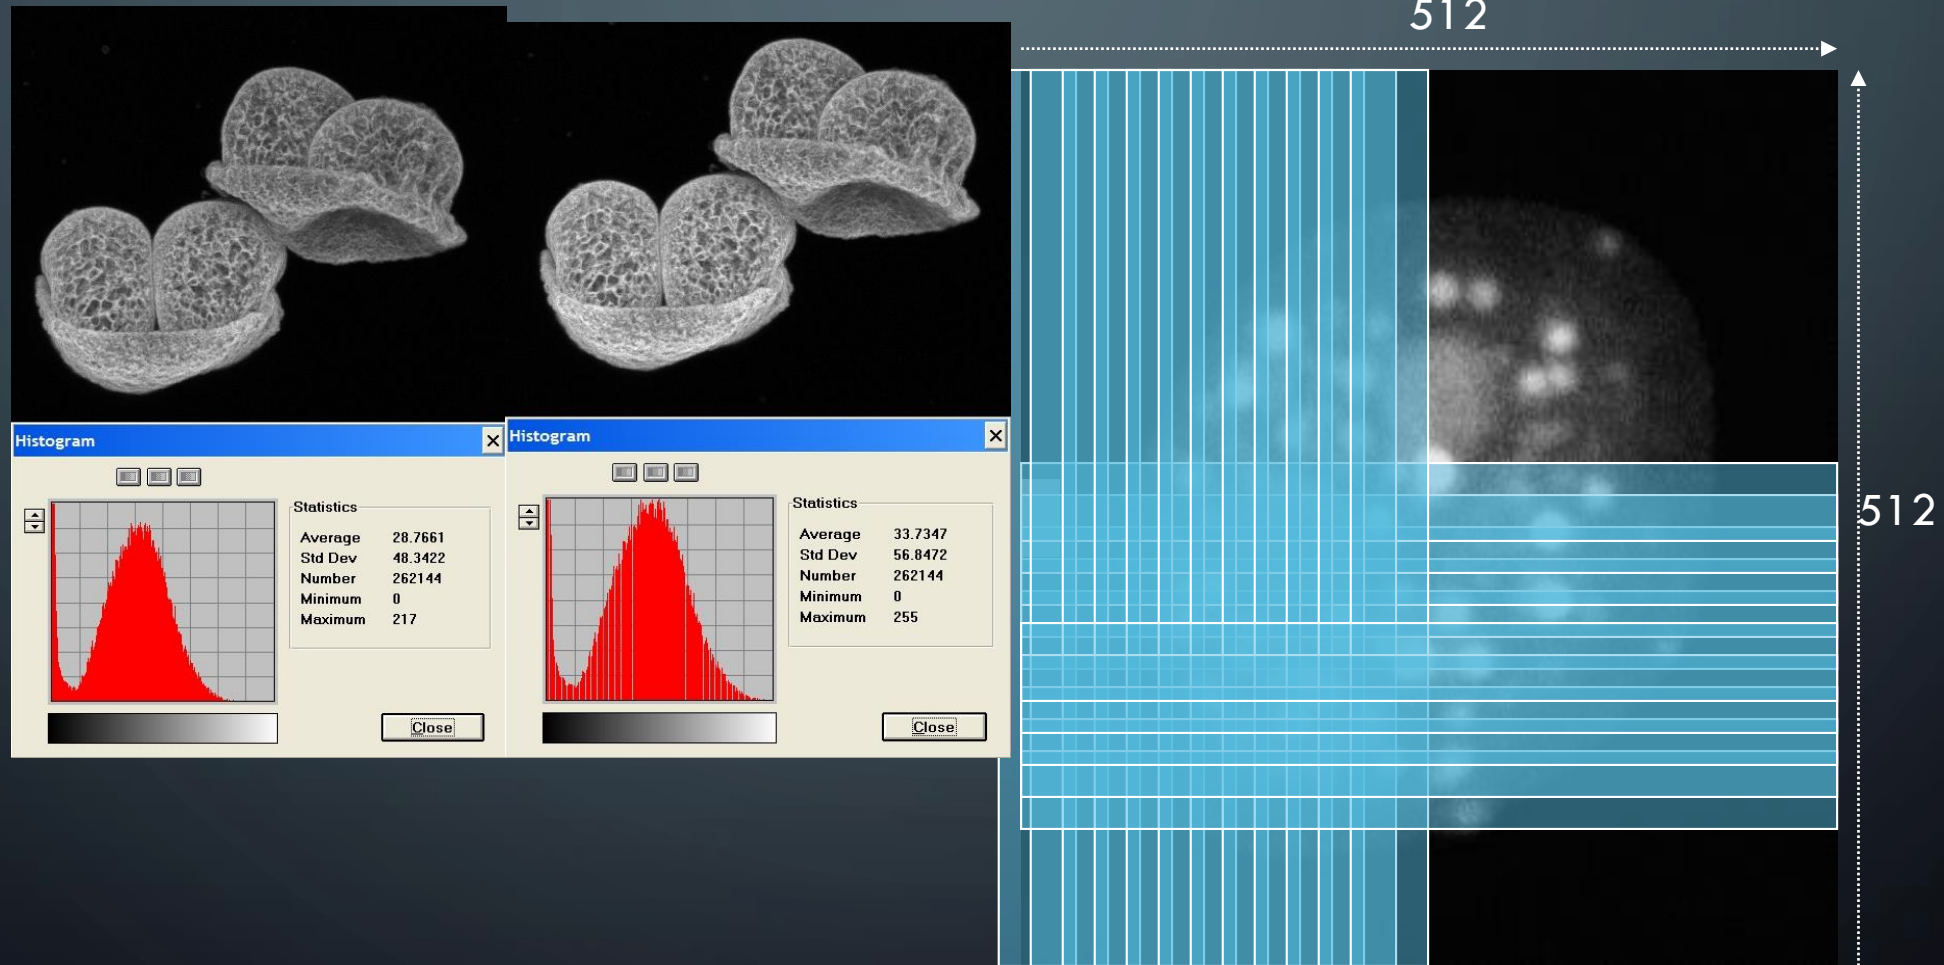 512
Histogram
Statistics
Average 28.7661
Std Dev 48.3422
Number 262144
Minimum 0
Maximum 217
Close
Histogram
Statistics
Average 33.7347
Std Dev 56.8472
Number 262144
Minimum 0
Maximum 255
Close
512